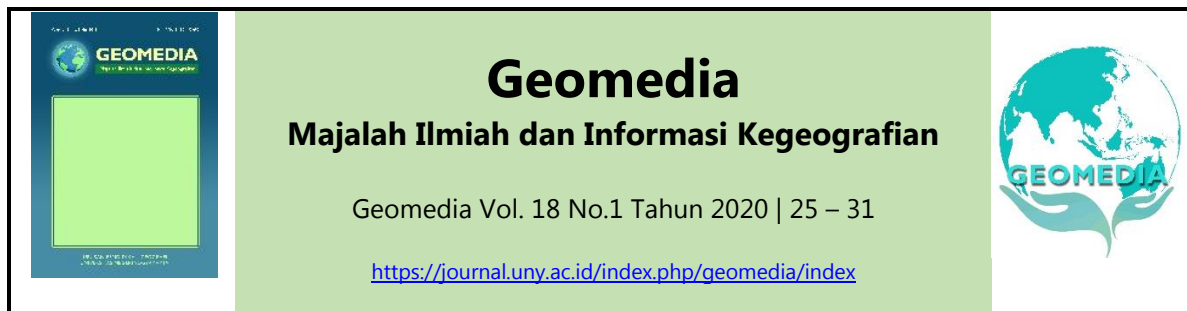 GEOMEDIA
Geomedia
Majalah Ilmiah dan Informasi Kegeografian
Geomedia Vol. 18 No.1 Tahun 2020 | 25 – 31
https://journal.uny.ac.id/index.php/geomedia/index
GEOMEDIA